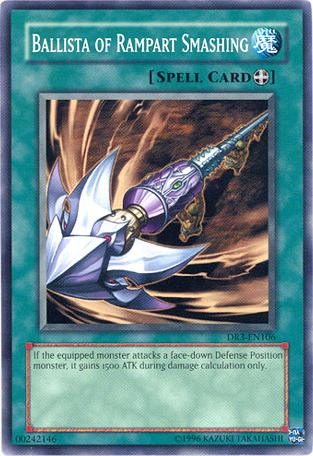 BALLISTA OF RAMPART SMASHING 魔
[SPELL CARD]
DR3-EN106
If the equipped monster attacks a face-down Defense Position
monster, it gains 1500 ATK during damage calculation only.
00242146 ©1996 KAZUKI TAKAHASHI